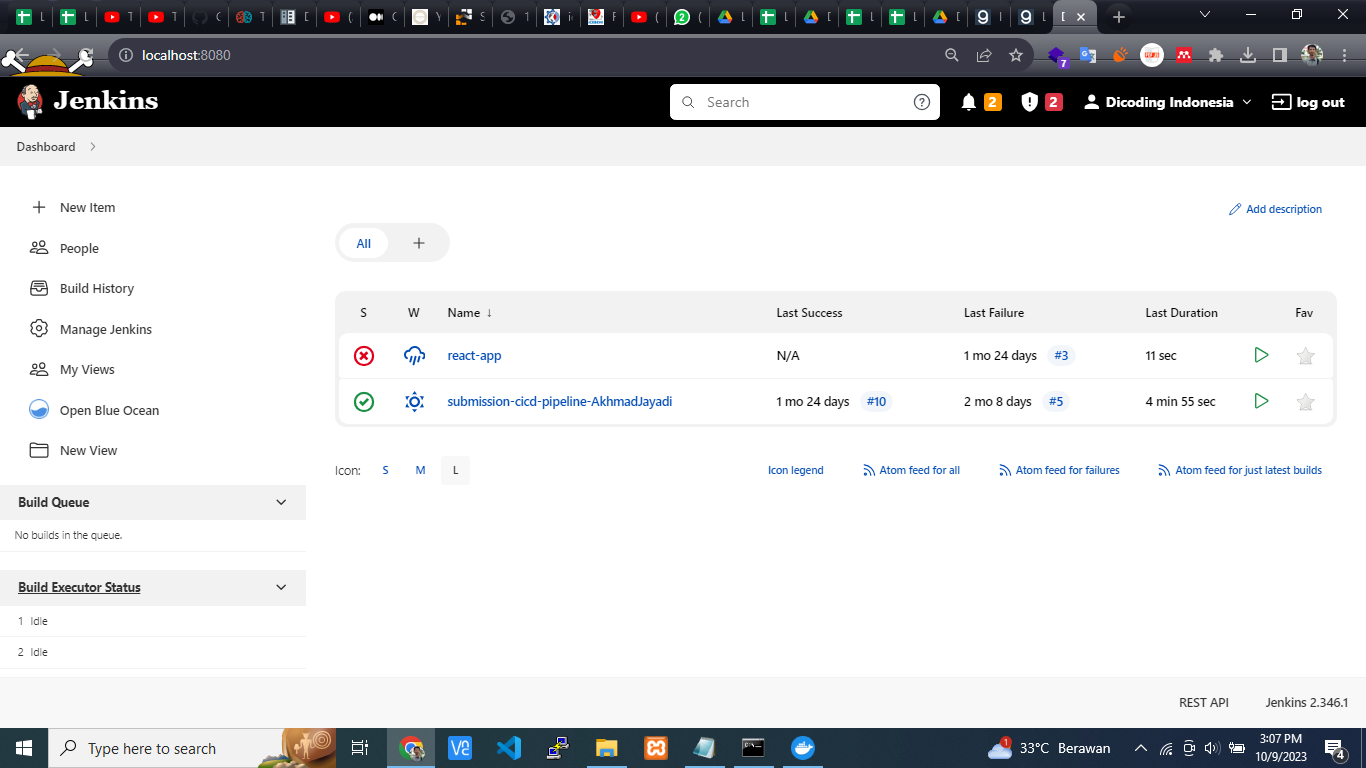 localhost:8080
7
Jenkins
Search
2
2
Dicoding Indonesia
log out
Dashboard
New Item
People
Build History
Manage Jenkins
My Views
Open Blue Ocean
New View
Build Queue
No builds in the queue.
Build Executor Status
1 Idle
2 Idle
Add description
All
S W Name ↓ Last Success Last Failure Last Duration Fav
react-app N/A 1 mo 24 days #3 11 sec
submission-cicd-pipeline-AkhmadJayadi 1 mo 24 days #10 2 mo 8 days #5 4 min 55 sec
Icon: S M L
Icon legend
Atom feed for all
Atom feed for failures
Atom feed for just latest builds
REST API
Jenkins 2.346.1
Type here to search
1
33°C Berawan
3:07 PM
10/9/2023
4